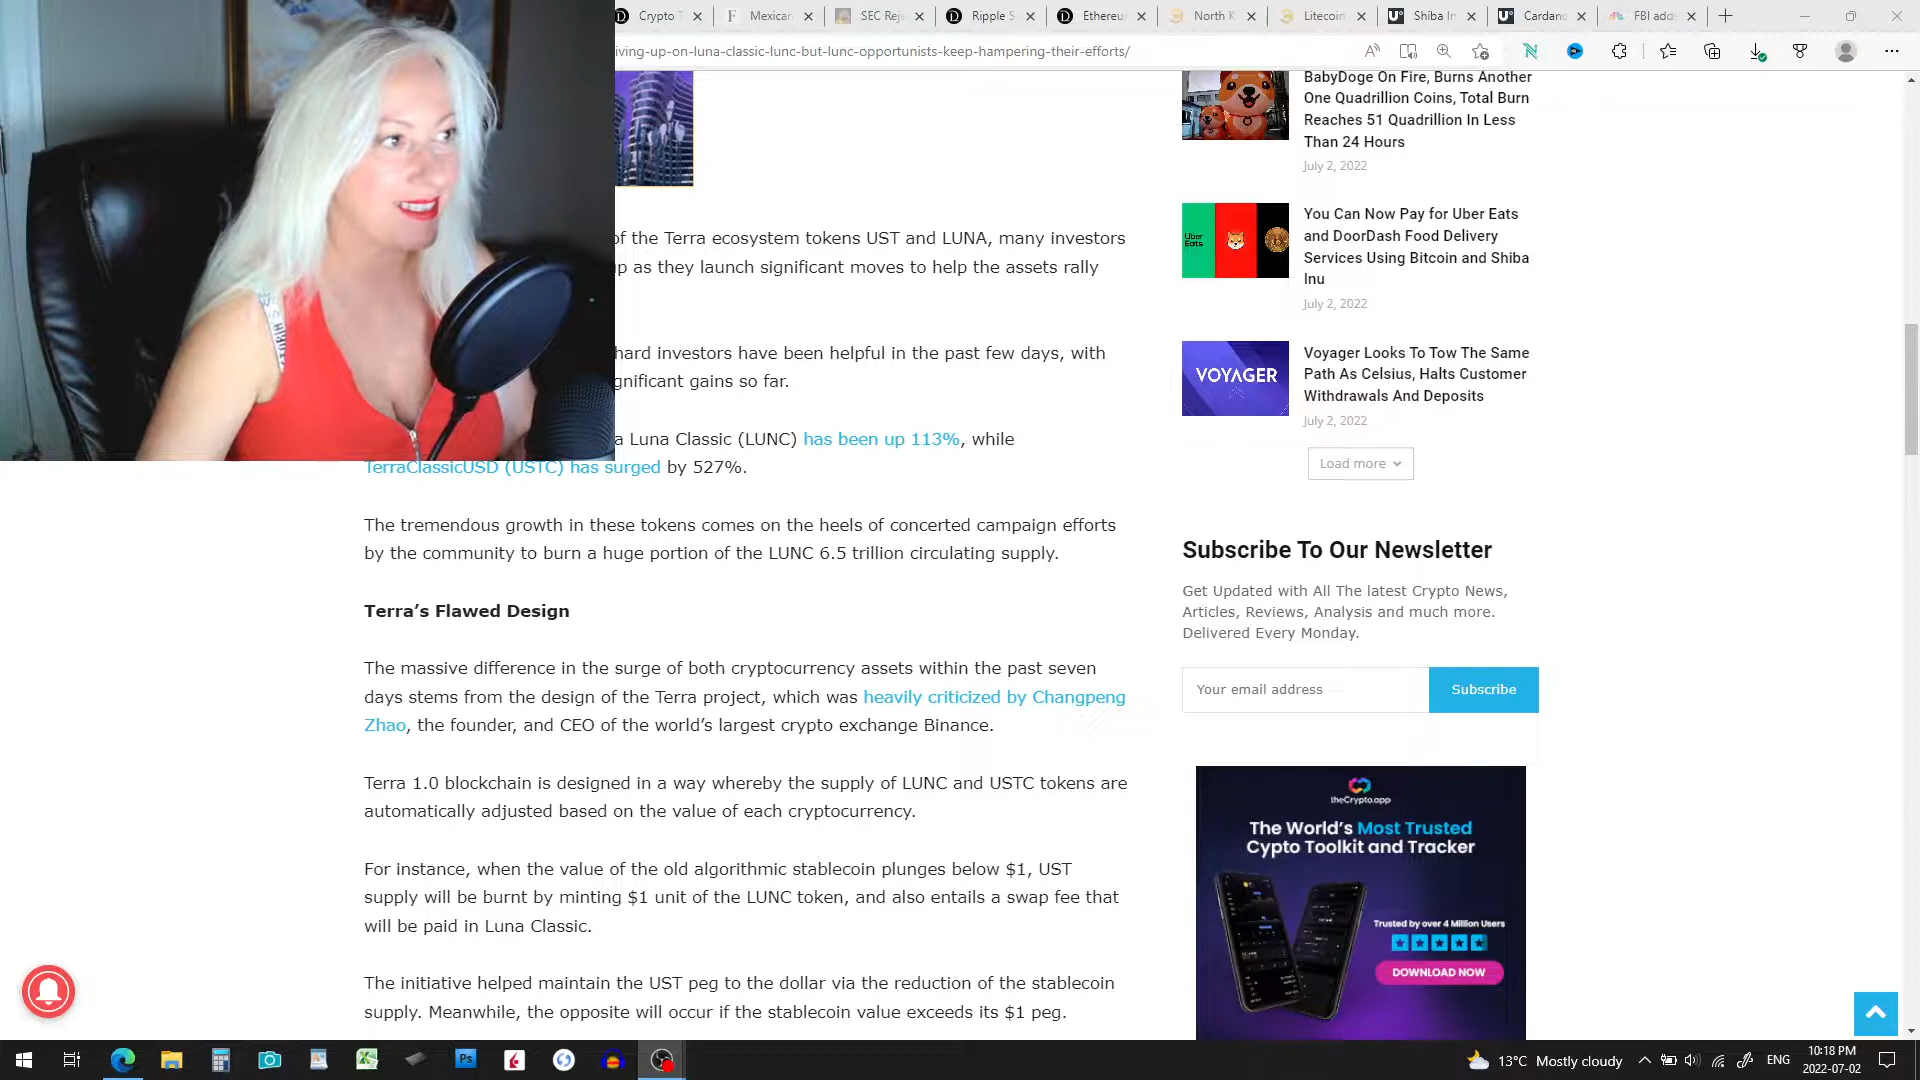 Crypto T
Mexicar
SEC Reje
Ripple S
Ethereu
North K
Litecoin
Shiba In
Cardano
FBI add
iving-up-on-luna-classic-lunc-but-lunc-opportunists-keep-hampering-their-efforts/
of the Terra ecosystem tokens UST and LUNA, many investors
p as they launch significant moves to help the assets rally
hard investors have been helpful in the past few days, with
gnificant gains so far.
a Luna Classic (LUNC) has been up 113%, while
TerraClassicUSD (USTC) has surged by 527%.
The tremendous growth in these tokens comes on the heels of concerted campaign efforts
by the community to burn a huge portion of the LUNC 6.5 trillion circulating supply.
Terra’s Flawed Design
The massive difference in the surge of both cryptocurrency assets within the past seven
days stems from the design of the Terra project, which was heavily criticized by Changpeng
Zhao, the founder, and CEO of the world’s largest crypto exchange Binance.
Terra 1.0 blockchain is designed in a way whereby the supply of LUNC and USTC tokens are
automatically adjusted based on the value of each cryptocurrency.
For instance, when the value of the old algorithmic stablecoin plunges below $1, UST
supply will be burnt by minting $1 unit of the LUNC token, and also entails a swap fee that
will be paid in Luna Classic.
The initiative helped maintain the UST peg to the dollar via the reduction of the stablecoin
supply. Meanwhile, the opposite will occur if the stablecoin value exceeds its $1 peg.
BabyDoge On Fire, Burns Another
One Quadrillion Coins, Total Burn
Reaches 51 Quadrillion In Less
Than 24 Hours
July 2, 2022
Uber
Eats
You Can Now Pay for Uber Eats
and DoorDash Food Delivery
Services Using Bitcoin and Shiba
Inu
July 2, 2022
VOYAGER
Voyager Looks To Tow The Same
Path As Celsius, Halts Customer
Withdrawals And Deposits
July 2, 2022
Load more
Subscribe To Our Newsletter
Get Updated with All The latest Crypto News,
Articles, Reviews, Analysis and much more.
Delivered Every Monday.
Your email address
Subscribe
theCrypto.app
The World’s Most Trusted
Cypto Toolkit and Tracker
Trusted by over 4 Million Users
DOWNLOAD NOW
Ps
13°C Mostly cloudy
ENG
10:18 PM
2022-07-02